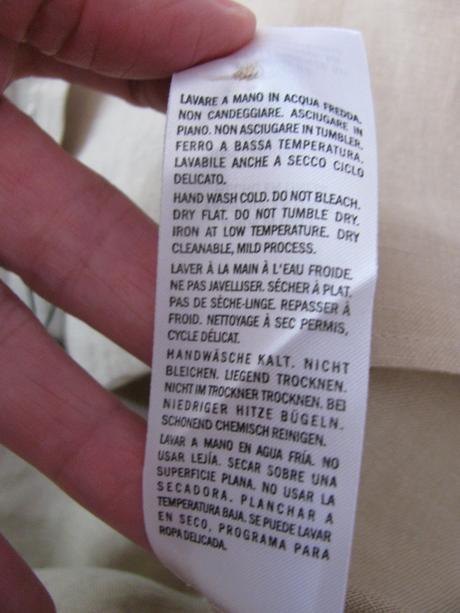 LAVARE A MANO IN ACQUA FREDDA.
NON CANDEGGIARE. ASCIUGARE IN
PIANO. NON ASCIUGARE IN TUMBLER.
FERRO A BASSA TEMPERATURA.
LAVABILE ANCHE A SECCO CICLO
DELICATO.
HAND WASH COLD. DO NOT BLEACH.
DRY FLAT. DO NOT TUMBLE DRY.
IRON AT LOW TEMPERATURE. DRY
CLEANABLE, MILD PROCESS.
LAVER À LA MAIN À L'EAU FROIDE.
NE PAS JAVELLISER. SÉCHER À PLAT.
PAS DE SÈCHE-LINGE. REPASSER À
FROID. NETTOYAGE À SEC PERMIS,
CYCLE DÉLICAT.
HANDWÄSCHE KALT. NICHT
BLEICHEN. LIEGEND TROCKNEN.
NICHT IM TROCKNER TROCKNEN. BEI
NIEDRIGER HITZE BÜGELN.
SCHONEND CHEMISCH REINIGEN.
LAVAR A MANO EN AGUA FRÍA. NO
USAR LEJÍA. SECAR SOBRE UNA
SUPERFICIE PLANA. NO USAR LA
SECADORA. PLANCHAR A
TEMPERATURA BAJA. SE PUEDE LAVAR
EN SECO, PROGRAMA PARA
ROPA DELICADA.